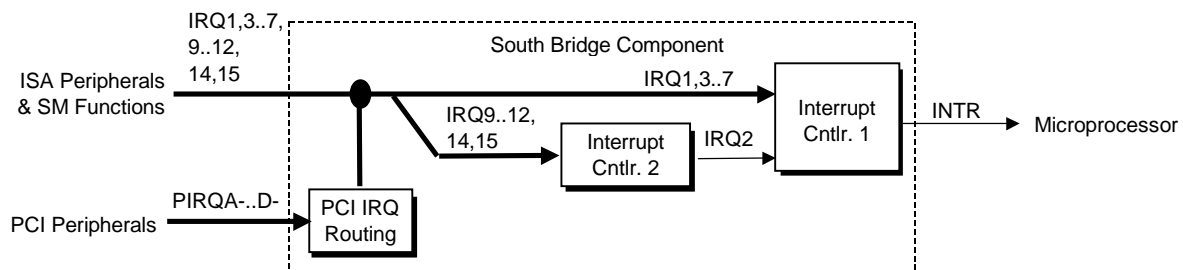 IRQ1,3..7,
9..12,
14,15
South Bridge Component
ISA Peripherals
& SM Functions
IRQ1,3..7
IRQ9..12,
14,15
Interrupt
Cntlr. 2
IRQ2
Interrupt
Cntlr. 1
INTR
Microprocessor
PIRQA-..D-
PCI Peripherals
PCI IRQ
Routing